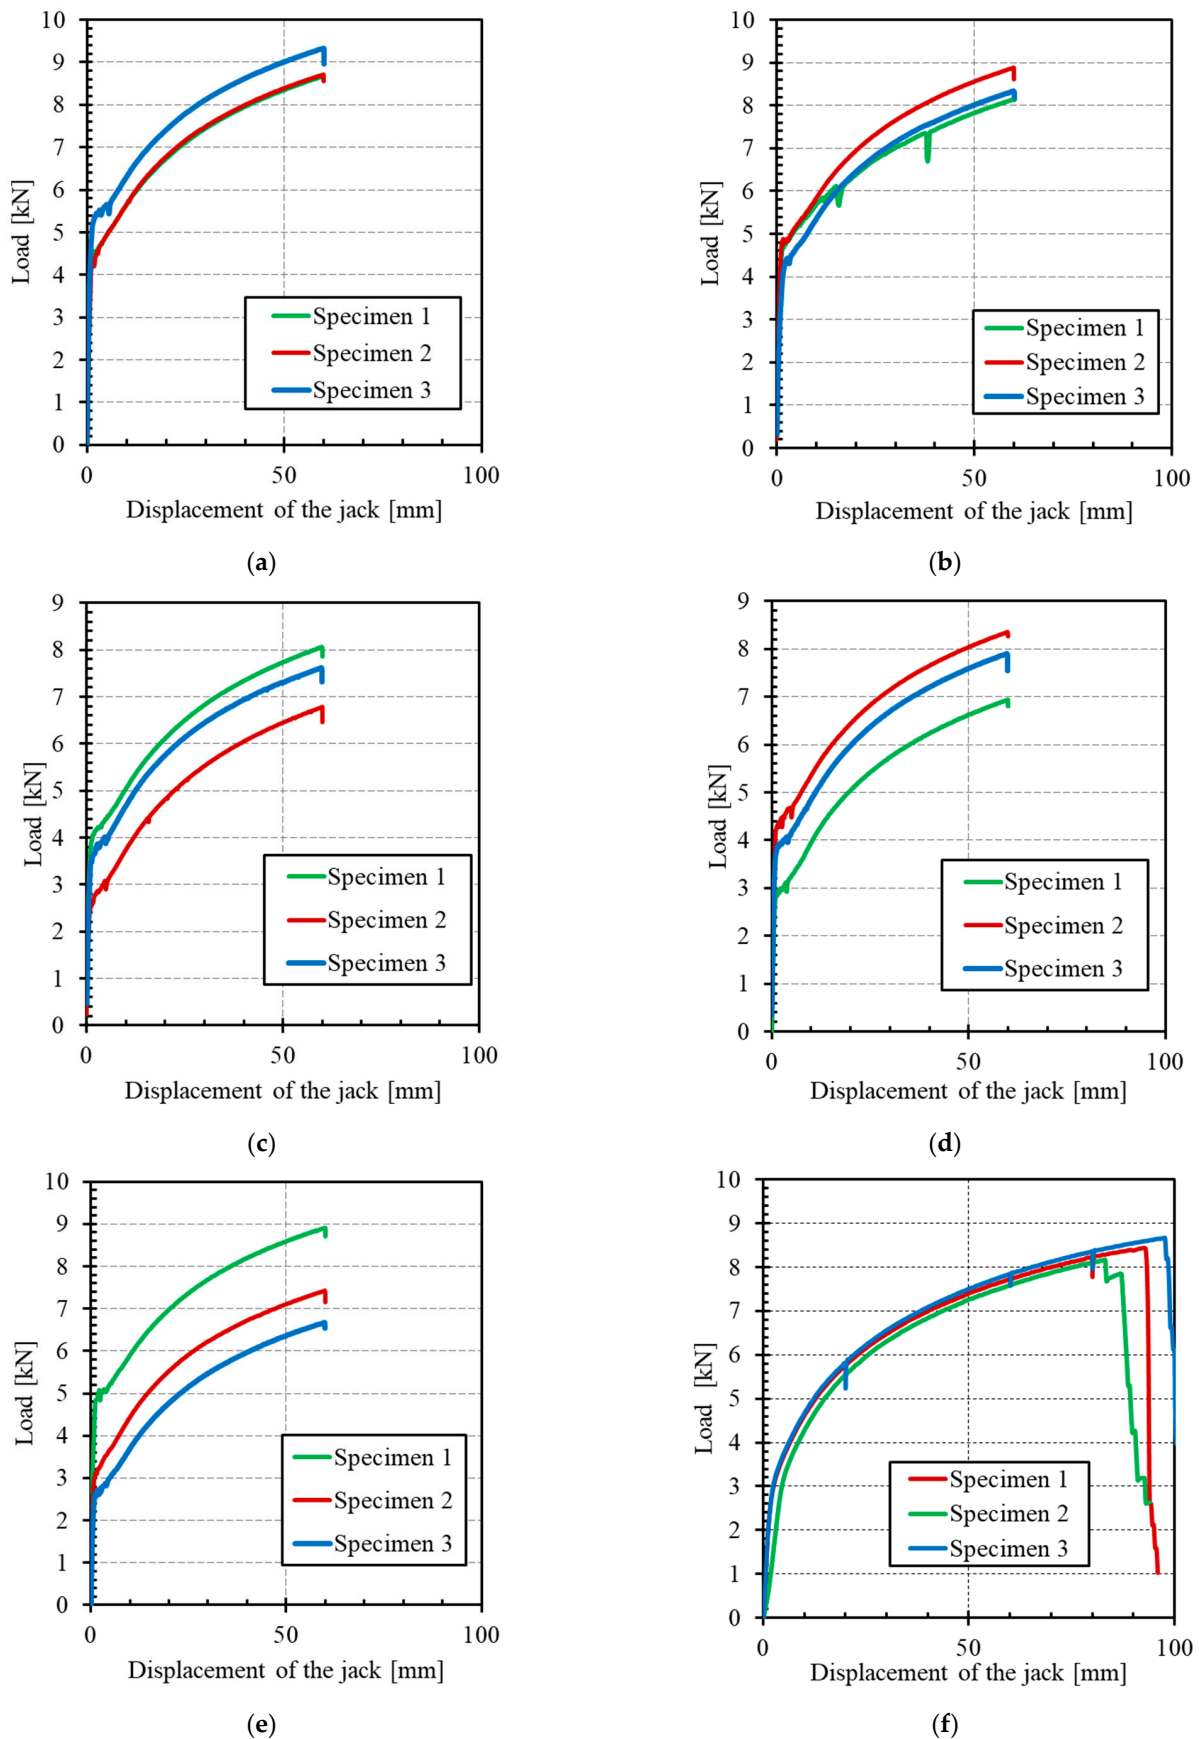 10
9
8
7
6
5
4
3
2
1
0
Load [kN]
Specimen 1
Specimen 2
Specimen 3
0 50 100
Displacement of the jack [mm]
(a)
10
9
8
7
6
5
4
3
2
1
0
Load [kN]
Specimen 1
Specimen 2
Specimen 3
0 50 100
Displacement of the jack [mm]
(b)
9
8
7
6
5
4
3
2
1
0
Load [kN]
Specimen 1
Specimen 2
Specimen 3
0 50 100
Displacement of the jack [mm]
(c)
9
8
7
6
5
4
3
2
1
0
Load [kN]
Specimen 1
Specimen 2
Specimen 3
0 50 100
Displacement of the jack [mm]
(d)
10
9
8
7
6
5
4
3
2
1
0
Load [kN]
Specimen 1
Specimen 2
Specimen 3
0 50 100
Displacement of the jack [mm]
(e)
10
9
8
7
6
5
4
3
2
1
0
Load [kN]
Specimen 1
Specimen 2
Specimen 3
0 50 100
Displacement of the jack [mm]
(f)